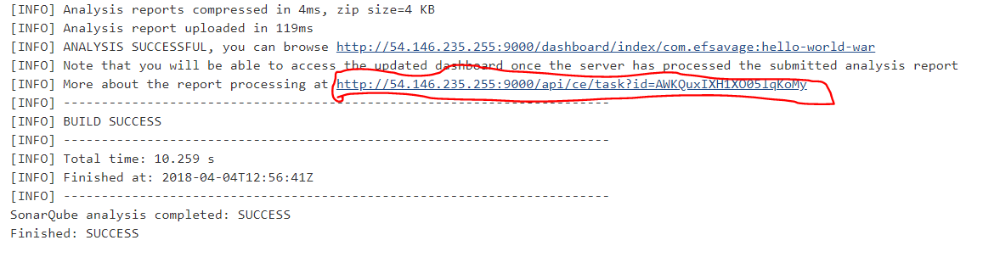 [INFO] Analysis reports compressed in 4ms, zip size=4 KB
[INFO] Analysis report uploaded in 119ms
[INFO] ANALYSIS SUCCESSFUL, you can browse http://54.146.235.255:9000/dashboard/index/com.efsavage:hello-world-war
[INFO] Note that you will be able to access the updated dashboard once the server has processed the submitted analysis report
[INFO] More about the report processing at http://54.146.235.255:9000/api/ce/task?id=AWKQuxIXH1XO05lqKoMy
[INFO] ------------------------------------------------------------------------
[INFO] BUILD SUCCESS
[INFO] ------------------------------------------------------------------------
[INFO] Total time: 10.259 s
[INFO] Finished at: 2018-04-04T12:56:41Z
[INFO] ------------------------------------------------------------------------
SonarQube analysis completed: SUCCESS
Finished: SUCCESS